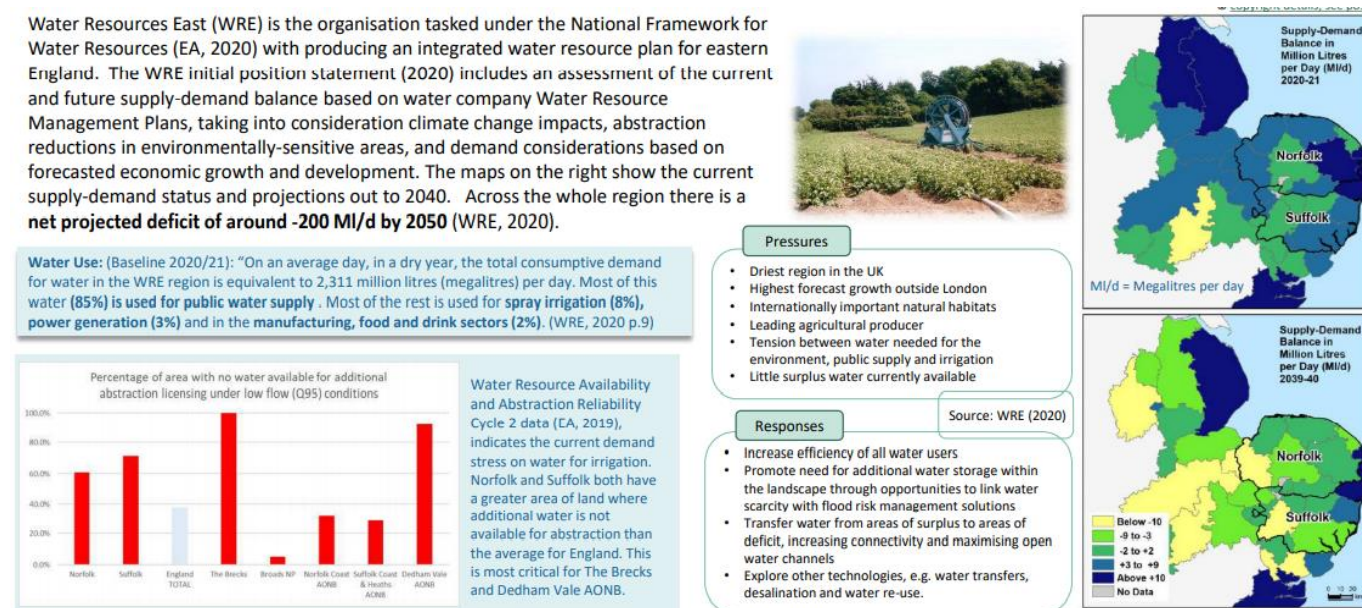 Water Resources East (WRE) is the organisation tasked under the National Framework for
Water Resources (EA, 2020) with producing an integrated water resource plan for eastern
England. The WRE initial position statement (2020) includes an assessment of the current
and future supply-demand balance based on water company Water Resource
Management Plans, taking into consideration climate change impacts, abstraction
reductions in environmentally-sensitive areas, and demand considerations based on
forecasted economic growth and development. The maps on the right show the current
supply-demand status and projections out to 2040. Across the whole region there is a
net projected deficit of around -200 Ml/d by 2050 (WRE, 2020).
Water Use: (Baseline 2020/21): “On an average day, in a dry year, the total consumptive demand
for water in the WRE region is equivalent to 2,311 million litres (megalitres) per day. Most of this
water (85%) is used for public water supply . Most of the rest is used for spray irrigation (8%),
power generation (3%) and in the manufacturing, food and drink sectors (2%). (WRE, 2020 p.9)
Percentage of area with no water available for additional
abstraction licensing under low flow (Q95) conditions
100.0%
80.0%
60.0%
40.0%
20.0%
0.0%
Norfolk
Suffolk
England
TOTAL
The Brecks
Broads NP
Norfolk Coast
AONB
Suffolk Coast
& Heaths
AONB
Dedham Vale
AONB
Water Resource Availability
and Abstraction Reliability
Cycle 2 data (EA, 2019),
indicates the current demand
stress on water for irrigation.
Norfolk and Suffolk both have
a greater area of land where
additional water is not
available for abstraction than
the average for England. This
is most critical for The Brecks
and Dedham Vale AONB.
Pressures
• Driest region in the UK
• Highest forecast growth outside London
• Internationally important natural habitats
• Leading agricultural producer
• Tension between water needed for the
environment, public supply and irrigation
• Little surplus water currently available
Source: WRE (2020)
Responses
• Increase efficiency of all water users
• Promote need for additional water storage within
the landscape through opportunities to link water
scarcity with flood risk management solutions
• Transfer water from areas of surplus to areas of
deficit, increasing connectivity and maximising open
water channels
• Explore other technologies, e.g. water transfers,
desalination and water re-use.
Supply-Demand
Balance in
Million Litres
per Day (Ml/d)
2020-21
Norfolk
Suffolk
Ml/d = Megalitres per day
Supply-Demand
Balance in
Million Litres
per Day (Ml/d)
2039-40
Norfolk
Suffolk
Below -10
-9 to -3
-2 to +2
+3 to +9
Above +10
No Data